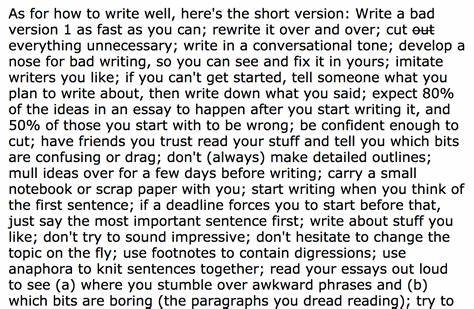 As for how to write well, here's the short version: Write a bad
version 1 as fast as you can; rewrite it over and over; cut out
everything unnecessary; write in a conversational tone; develop a
nose for bad writing, so you can see and fix it in yours; imitate
writers you like; if you can't get started, tell someone what you
plan to write about, then write down what you said; expect 80%
of the ideas in an essay to happen after you start writing it, and
50% of those you start with to be wrong; be confident enough to
cut; have friends you trust read your stuff and tell you which bits
are confusing or drag; don't (always) make detailed outlines;
mull ideas over for a few days before writing; carry a small
notebook or scrap paper with you; start writing when you think of
the first sentence; if a deadline forces you to start before that,
just say the most important sentence first; write about stuff you
like; don't try to sound impressive; don't hesitate to change the
topic on the fly; use footnotes to contain digressions; use
anaphora to knit sentences together; read your essays out loud
to see (a) where you stumble over awkward phrases and (b)
which bits are boring (the paragraphs you dread reading); try to